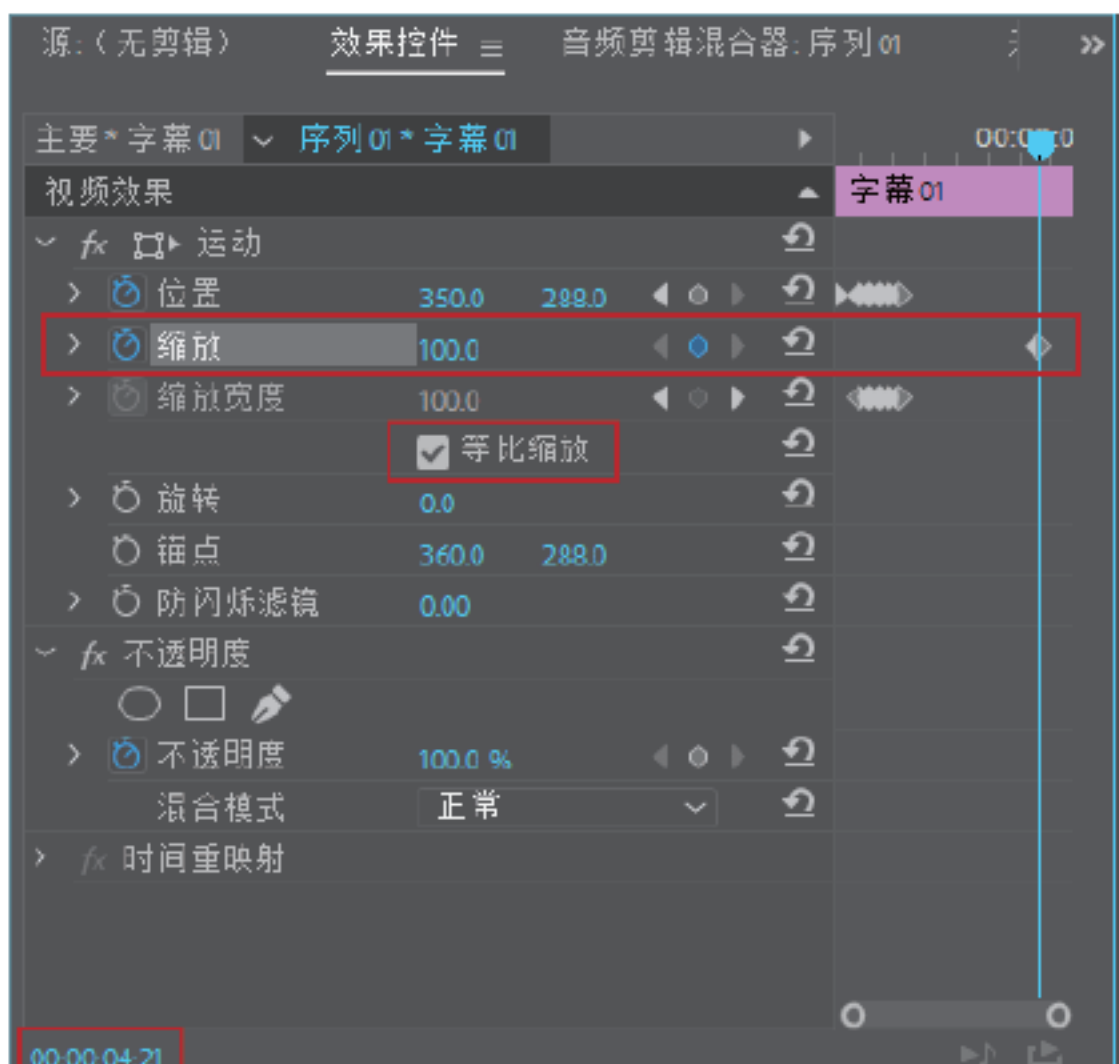 源:（无剪辑） 效果控件 音频剪辑混合器:序列01
主要*字幕01 序列01*字幕01
视频效果 字幕01
fx 运动
位置 350.0 288.0
缩放 100.0
缩放宽度 100.0
等比缩放
旋转 0.0
锚点 360.0 288.0
防闪烁滤镜 0.00
fx 不透明度
不透明度 100.0 %
混合模式 正常
fx 时间重映射
00:00:04:21